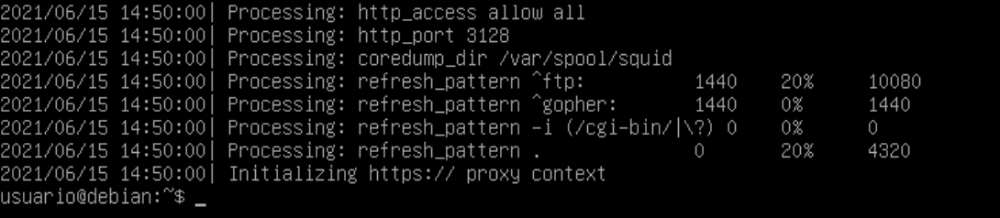 2021/06/15 14:50:00| Processing: http_access allow all
2021/06/15 14:50:00| Processing: http_port 3128
2021/06/15 14:50:00| Processing: coredump_dir /var/spool/squid
2021/06/15 14:50:00| Processing: refresh_pattern ^ftp:           1440    20%     10080
2021/06/15 14:50:00| Processing: refresh_pattern ^gopher:        1440    0%      1440
2021/06/15 14:50:00| Processing: refresh_pattern -i (/cgi-bin/|\?) 0     0%      0
2021/06/15 14:50:00| Processing: refresh_pattern .               0       20%     4320
2021/06/15 14:50:00| Initializing https:// proxy context
usuario@debian:~$ _